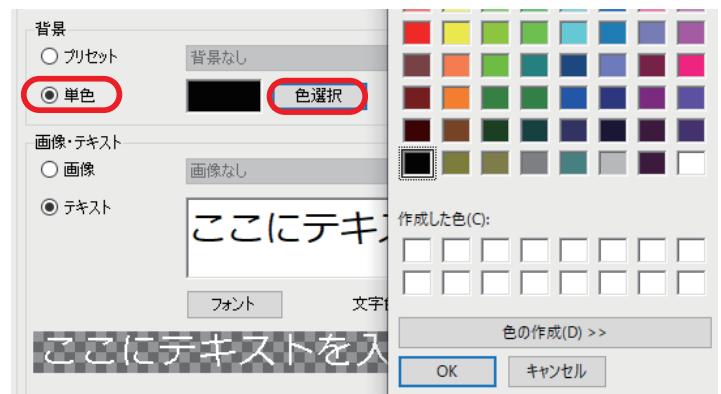 背景
プリセット
背景なし
単色
色選択
画像・テキスト
画像
画像なし
テキスト
ここにテキ
フォント
文字
ここにテキストを入
作成した色(C):
色の作成(D) >>
OK
キャンセル